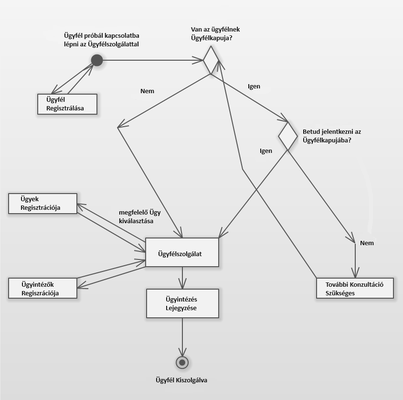 Ügyfél próbál kapcsolatba
lépni az Ügyfélszolgálattal
Van az ügyfélnek
Ügyfélkapuja?
Nem
Igen
Ügyfél
Regisztrálása
Betud jelentkezni az
Ügyfélkapujába?
Igen
Ügyek
Regisztrációja
megfelelő Ügy
kiválasztása
Nem
Ügyfélszolgálat
Ügyintézők
Regiszrációja
További Konzultáció
Szükséges
Ügyintézés
Lejegyzése
Ügyfél Kiszolgálva